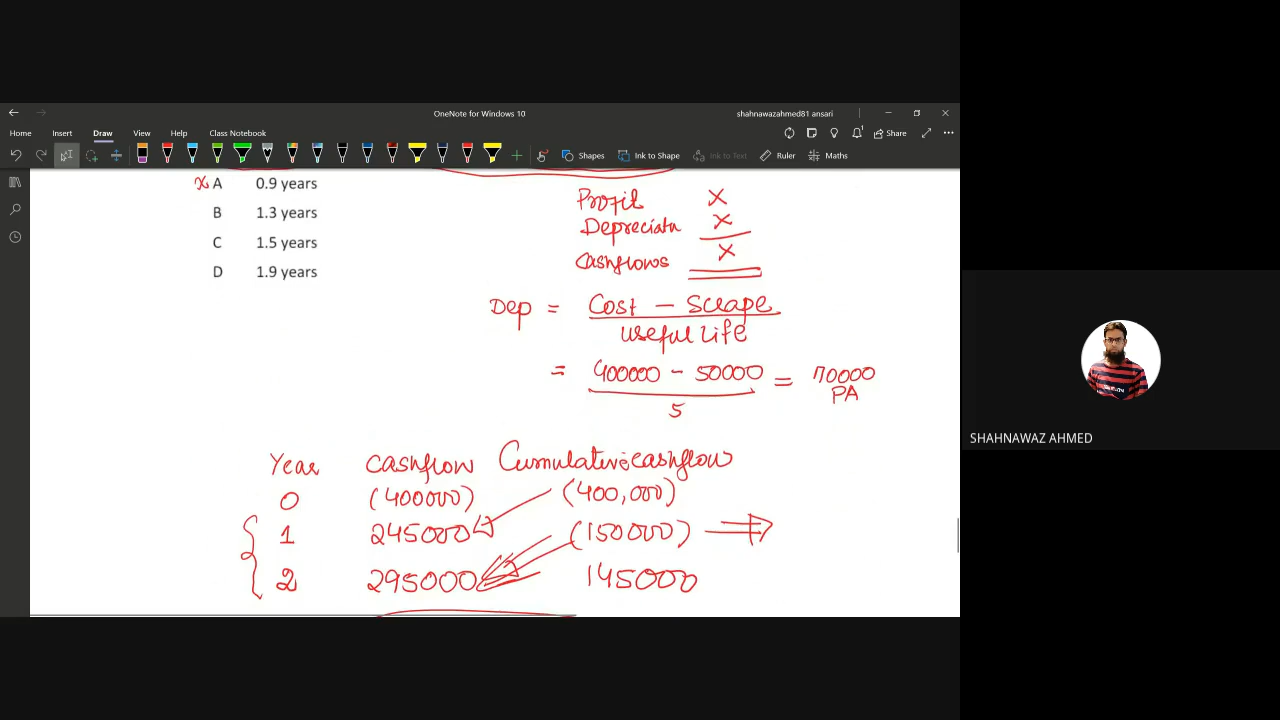 OneNote for Windows 10
shahnawazahmed81 ansari
Home Insert Draw View Help Class Notebook
Share
Shapes Ink to Shape Ink to Text Ruler Maths
x A 0.9 years
B 1.3 years
C 1.5 years
D 1.9 years
Profit X
Depreciatn X
Cashflows X
Dep = Cost - Scrape
useful life
= 400000 - 50000 = 70000
PA
5
Year Cashflow Cumulative cashflow
0 (400000) (400,000)
1 245000 (150000)
2 295000 145000
SHAHNAWAZ AHMED